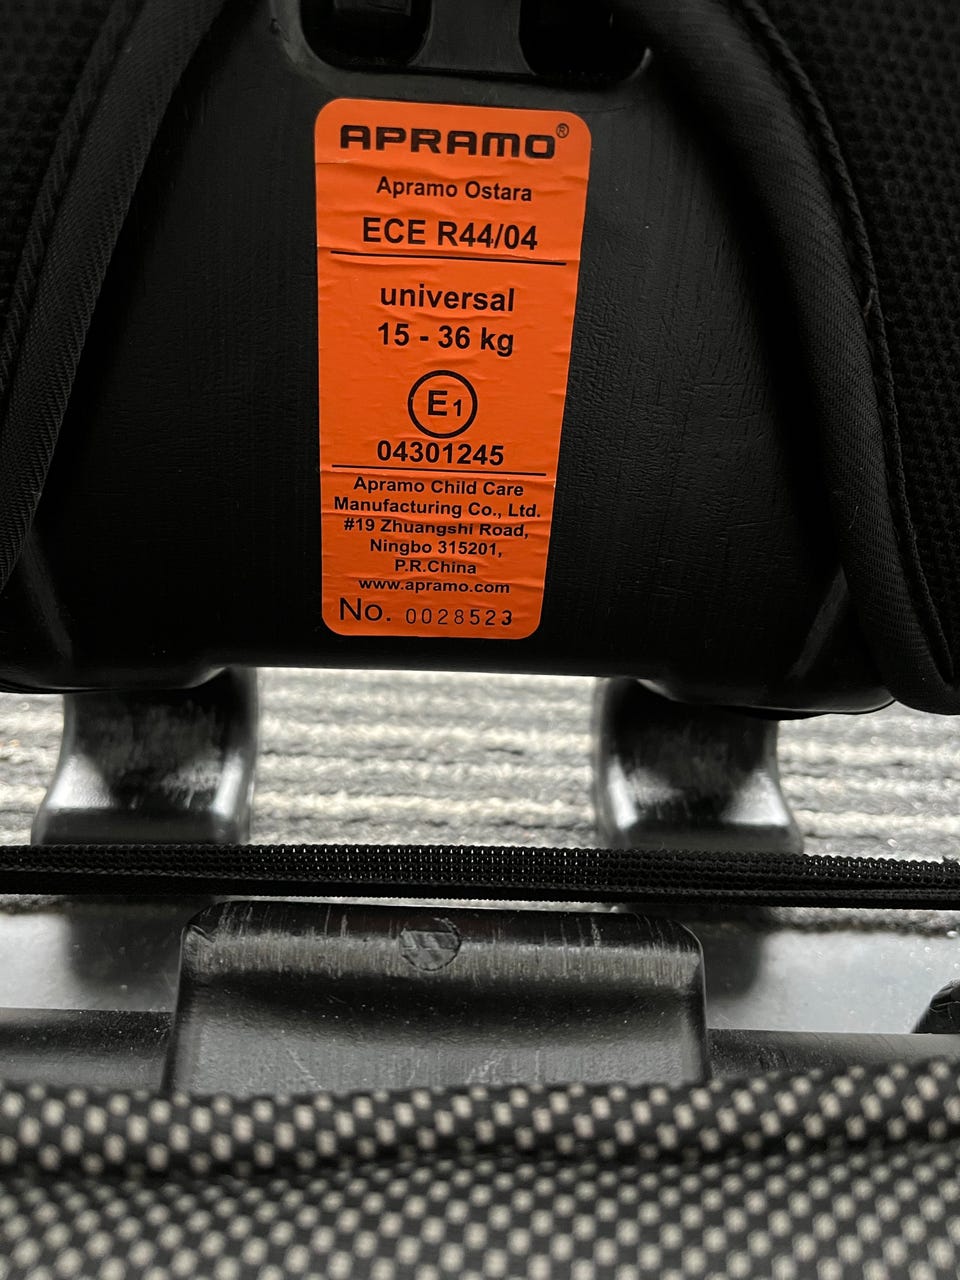 APRAMO®
Apramo Ostara
ECE R44/04
universal
15 - 36 kg
E1
04301245
Apramo Child Care
Manufacturing Co., Ltd.
#19 Zhuangshi Road,
Ningbo 315201,
P.R.China
www.apramo.com
No. 0028523